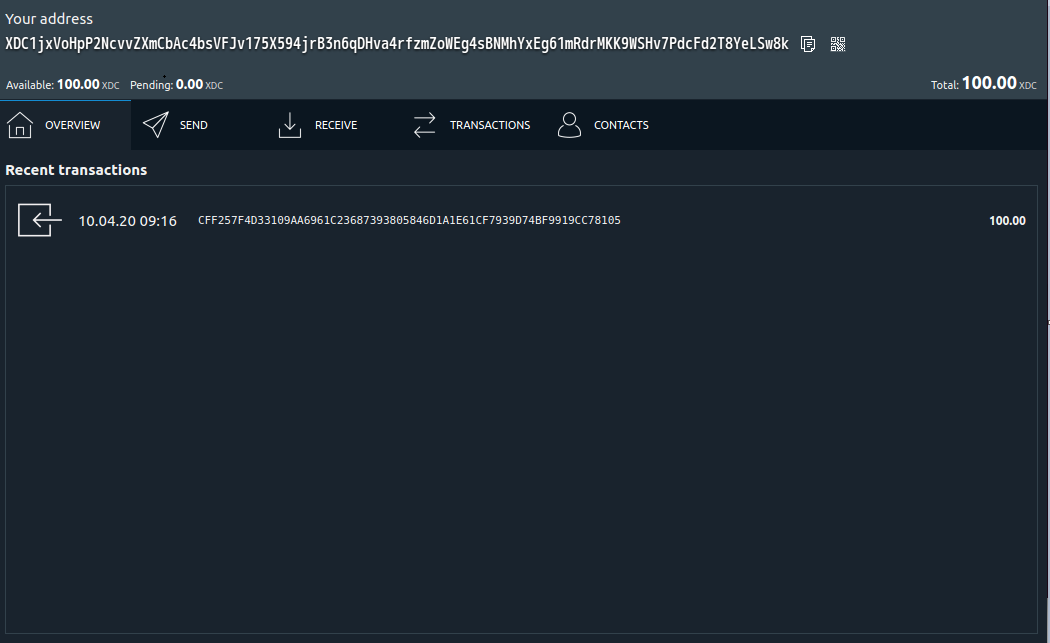 Your address
XDC1jxVoHpP2NcvvZXmCbAc4bsVFJv175X594jrB3n6qDHva4rfzmZoWEg4sBNMhYxEg61mRdrMKK9WSHv7PdcFd2T8YeLSw8k
Available: 100.00 XDC Pending: 0.00 XDC Total: 100.00 XDC
OVERVIEW SEND RECEIVE TRANSACTIONS CONTACTS
Recent transactions
10.04.20 09:16 CFF257F4D33109AA6961C23687393805846D1A1E61CF7939D74BF9919CC78105 100.00